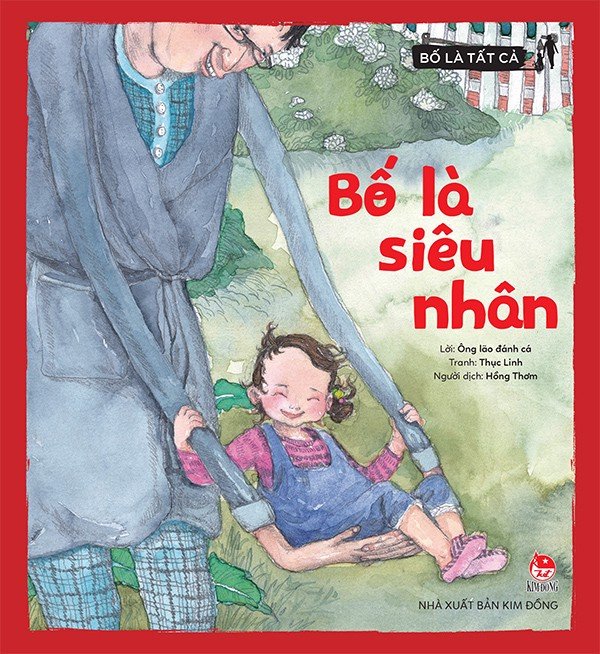 BỐ LÀ TẤT CẢ
Bố là
siêu
nhân
Lời: Ông lão đánh cá
Tranh: Thục Linh
Người dịch: Hồng Thơm
KIM ĐỒNG
NHÀ XUẤT BẢN KIM ĐỒNG